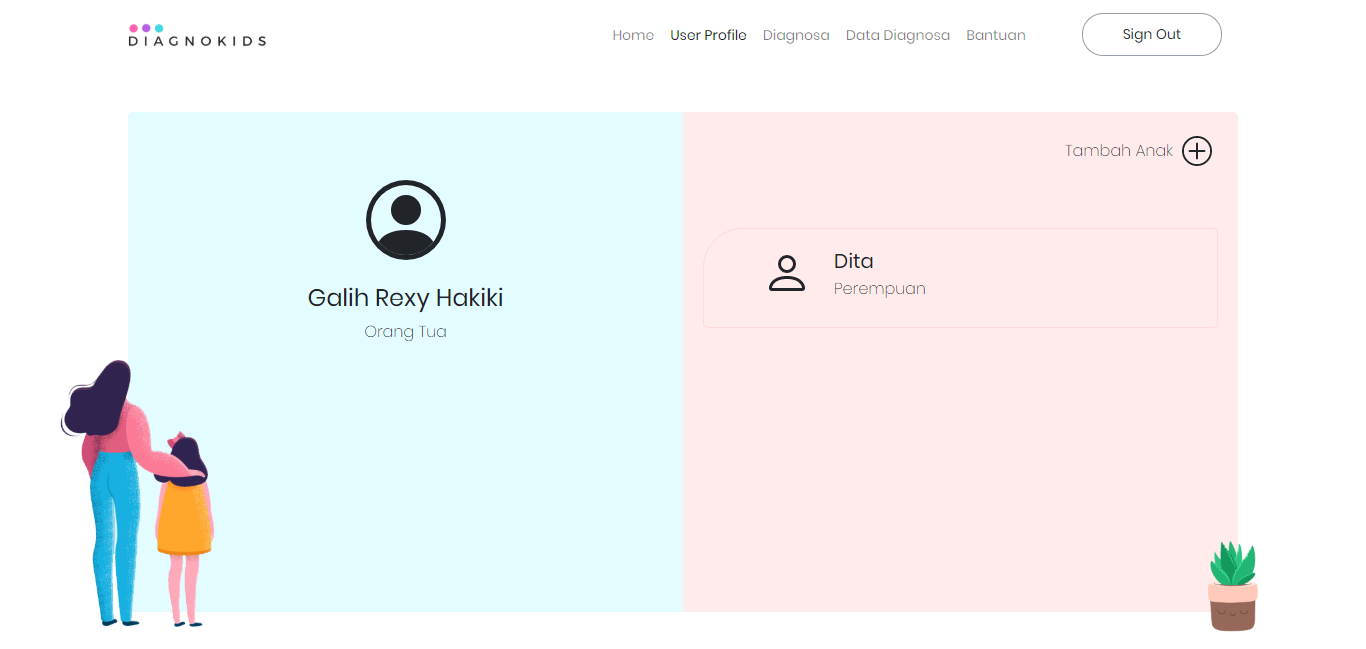 DIAGNOKIDS
Home User Profile Diagnosa Data Diagnosa Bantuan Sign Out
Tambah Anak
Galih Rexy Hakiki
Orang Tua
Dita
Perempuan